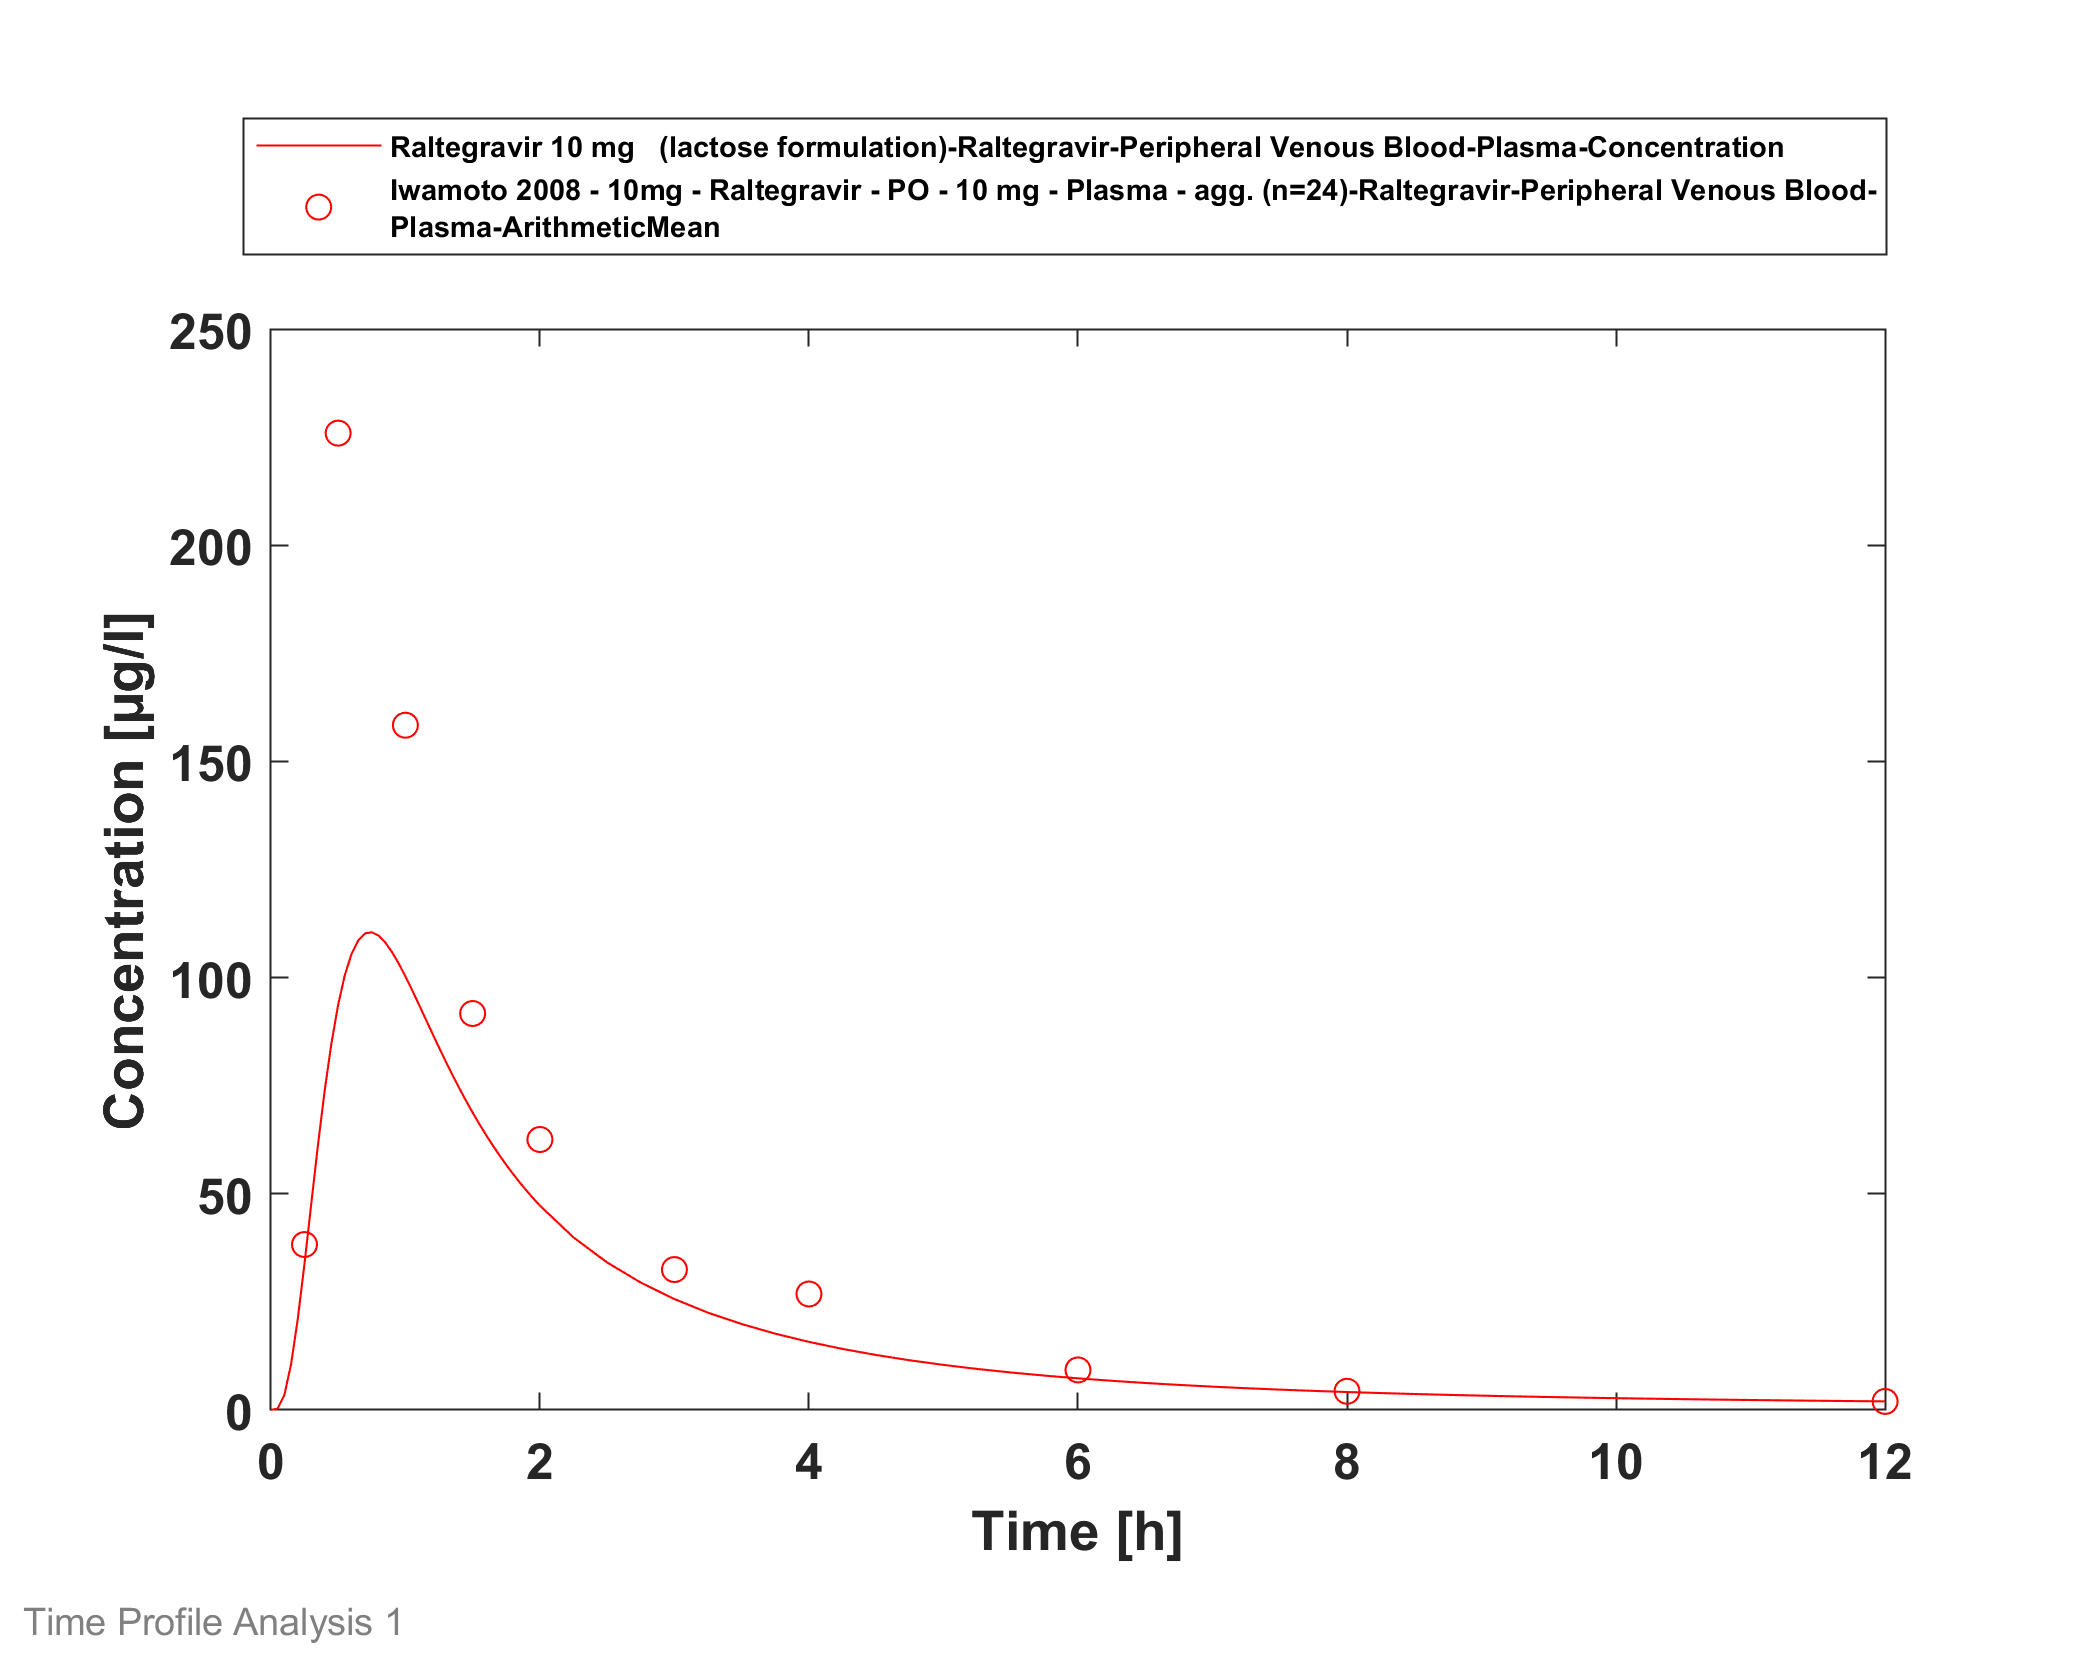 Raltegravir 10 mg   (lactose formulation)-Raltegravir-Peripheral Venous Blood-Plasma-Concentration
Iwamoto 2008 - 10mg - Raltegravir - PO - 10 mg - Plasma - agg. (n=24)-Raltegravir-Peripheral Venous Blood-
Plasma-ArithmeticMean
250
200
150
100
50
0
Concentration [µg/l]
0 2 4 6 8 10 12
Time [h]
Time Profile Analysis 1